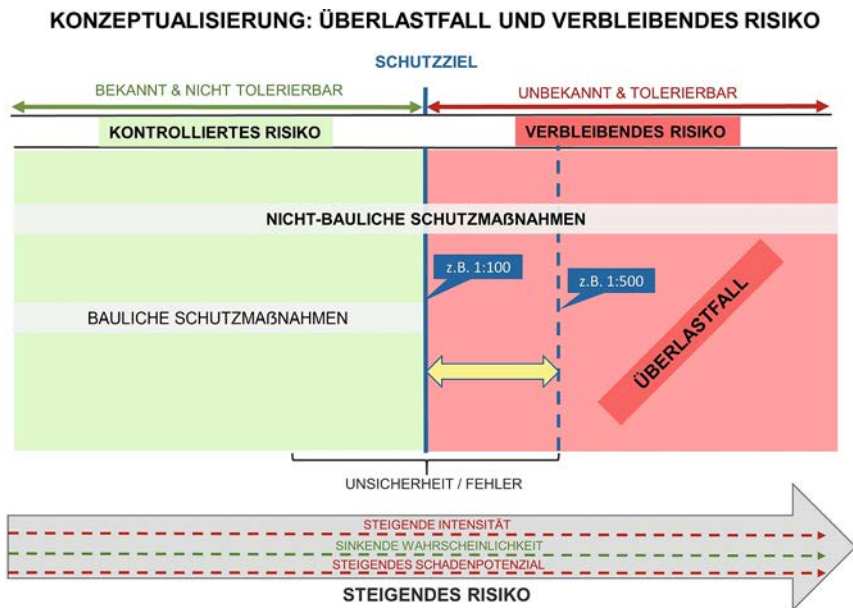 KONZEPTUALISIERUNG: ÜBERLASTFALL UND VERBLEIBENDES RISIKO
SCHUTZZIEL
BEKANNT & NICHT TOLERIERBAR
UNBEKANNT & TOLERIERBAR
KONTROLLIERTES RISIKO
VERBLEIBENDES RISIKO
NICHT-BAULICHE SCHUTZMAßNAHMEN
z.B. 1:100
z.B. 1:500
BAULICHE SCHUTZMAßNAHMEN
ÜBERLASTFALL
UNSICHERHEIT / FEHLER
STEIGENDE INTENSITÄT
SINKENDE WAHRSCHEINLICHKEIT
STEIGENDES SCHADENPOTENZIAL
STEIGENDES RISIKO